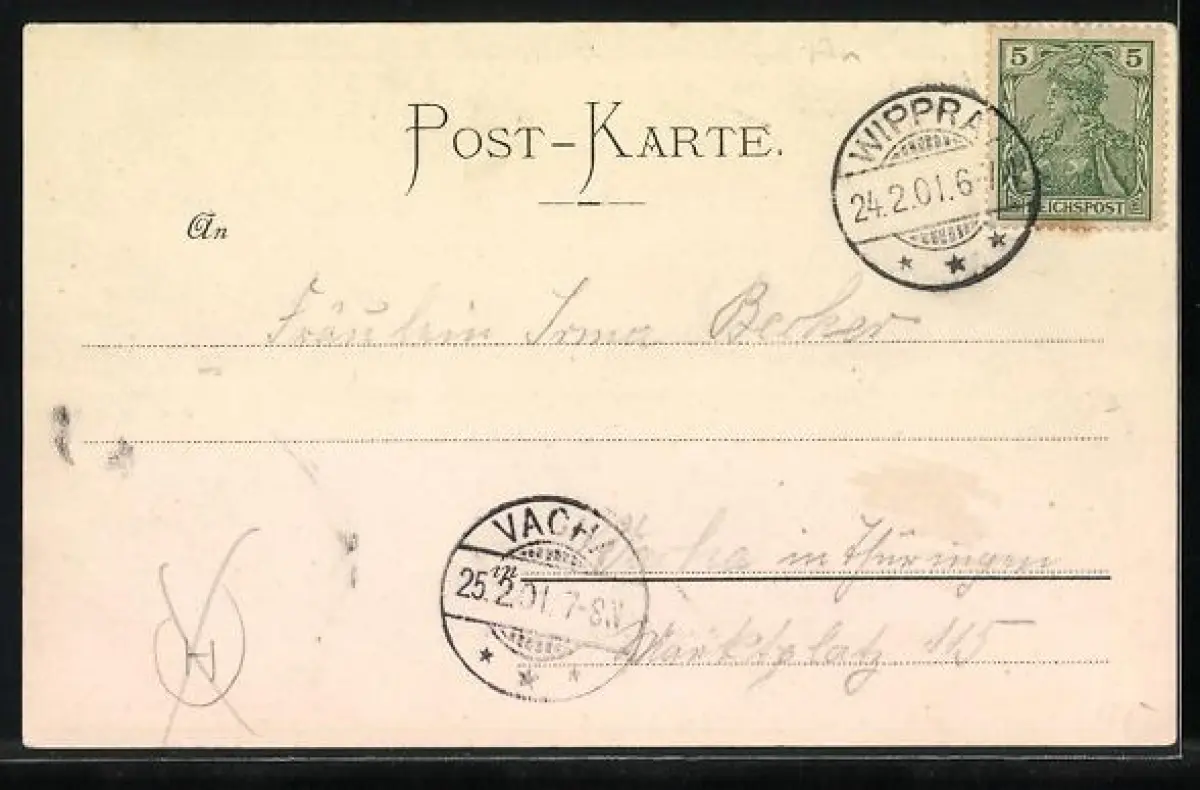 5 5
REICHSPOST
WIPPRA
24.2.01.6-
POST-KARTE.
An
Fräulein Irma Becker
VACHA
25.2.01.7-8.V
in
Vacha in Thüringen
Marktplatz 115